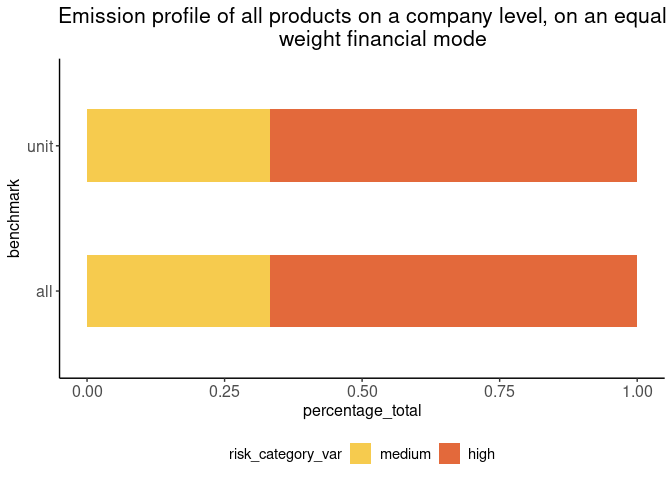 Emission profile of all products on a company level, on an equal
weight financial mode
unit
all
benchmark
0.00 0.25 0.50 0.75 1.00
percentage_total
risk_category_var medium high